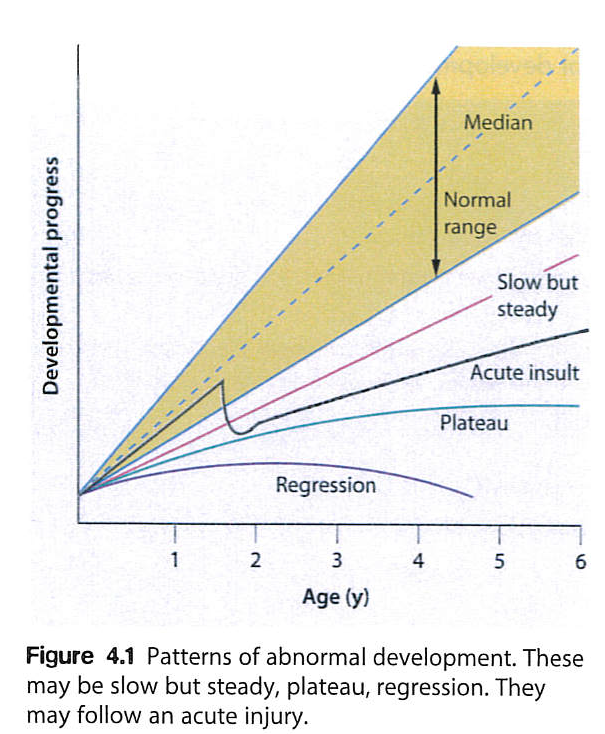 Developmental progress
Median
Normal
range
Slow but
steady
Acute insult
Plateau
Regression
1 2 3 4 5 6
Age (y)
Figure 4.1 Patterns of abnormal development. These
may be slow but steady, plateau, regression. They
may follow an acute injury.